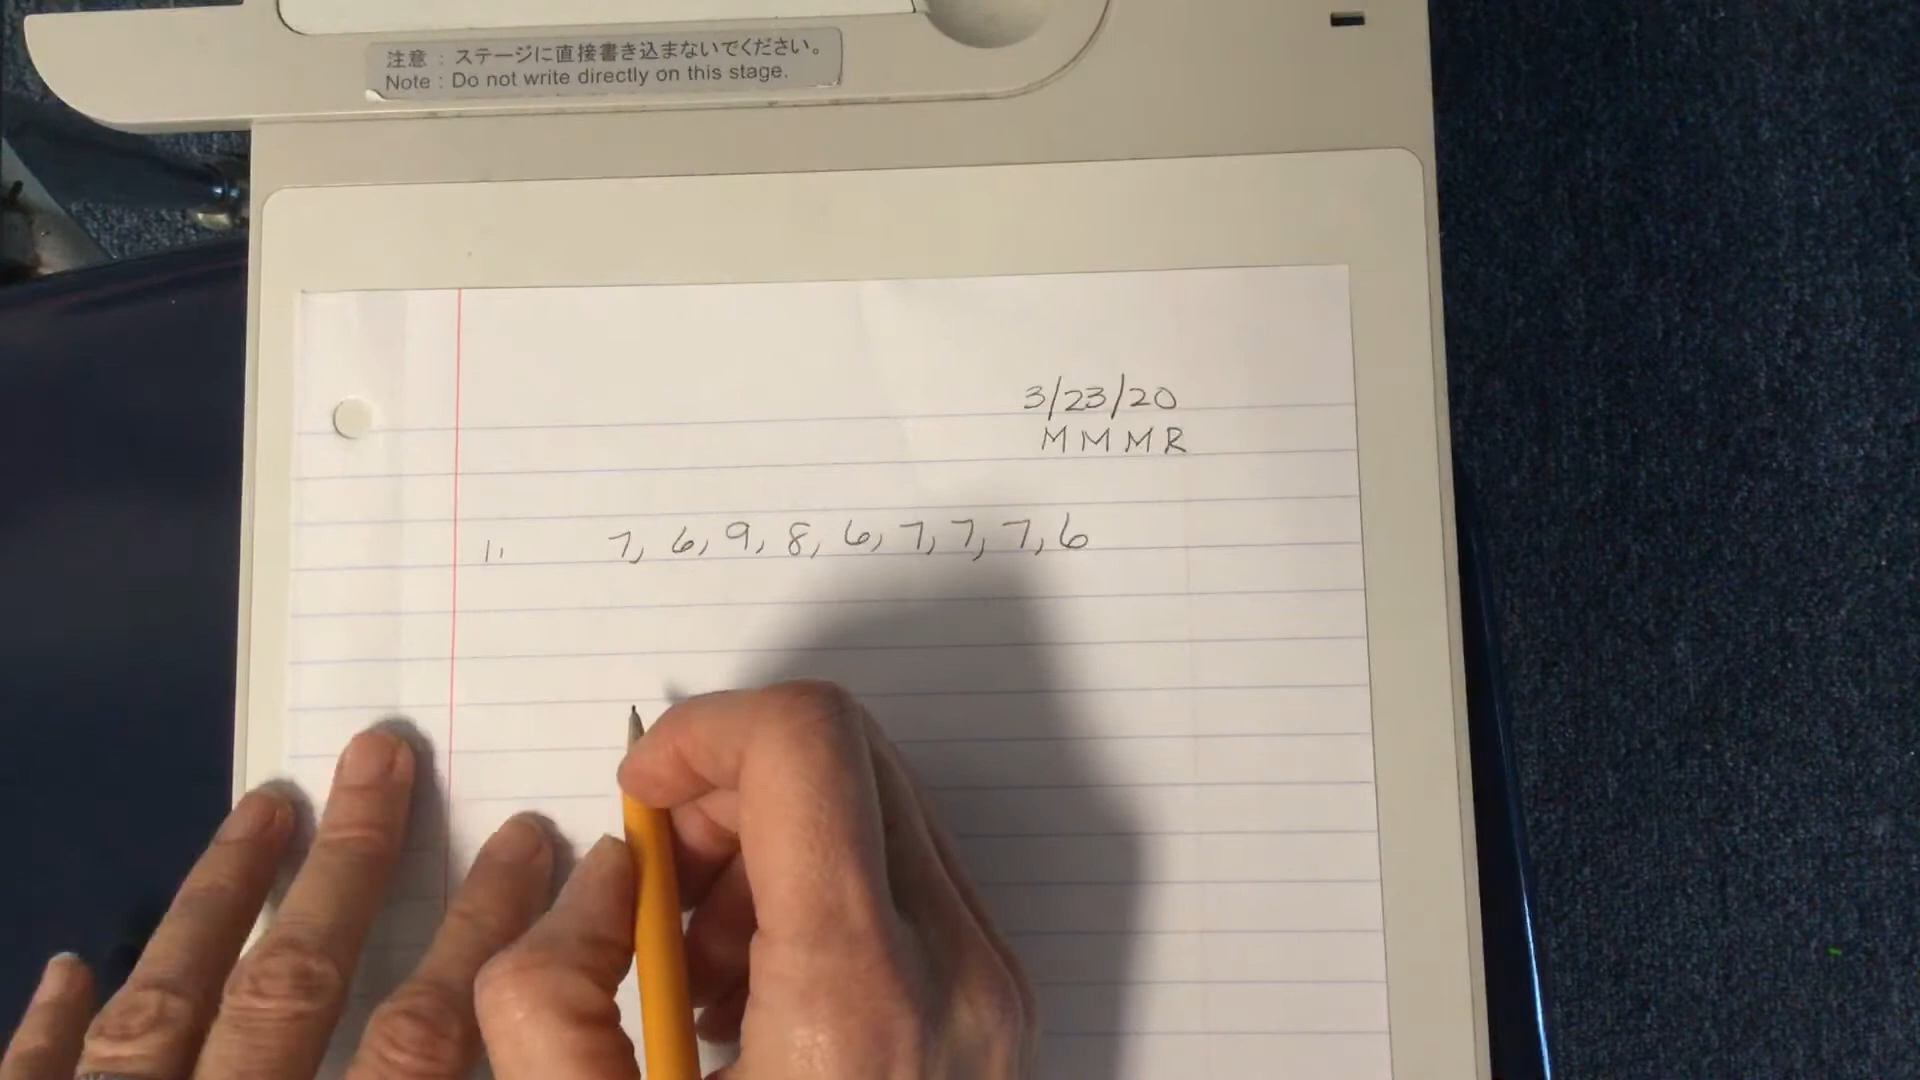 注意：ステージに直接書き込まないでください。
Note : Do not write directly on this stage.
3/23/20
M M M R
1. 7, 6, 9, 8, 6, 7, 7, 7, 6